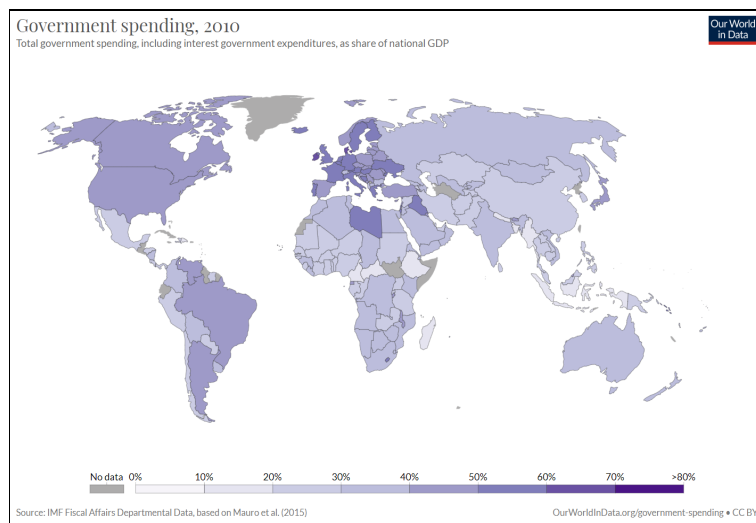 Government spending, 2010
Total government spending, including interest government expenditures, as share of national GDP
Our World
in Data
No data 0% 10% 20% 30% 40% 50% 60% 70% >80%
Source: IMF Fiscal Affairs Departmental Data, based on Mauro et al. (2015)
OurWorldInData.org/government-spending • CC BY